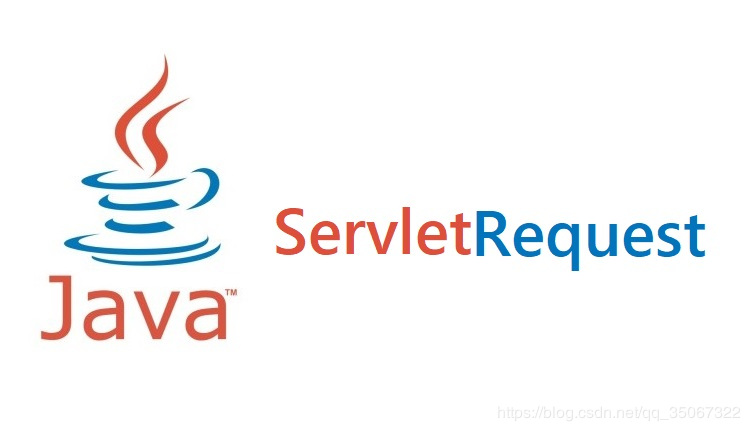 ServletRequest
Java™
https://blog.csdn.net/qq_35067322